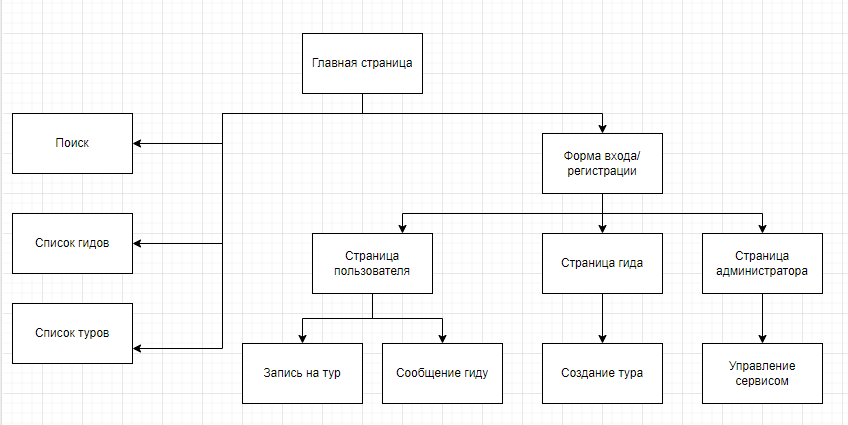 Главная страница
Поиск
Форма входа/
регистрации
Список гидов
Страница
пользователя
Страница гида
Страница
администратора
Список туров
Запись на тур
Сообщение гиду
Создание тура
Управление
сервисом